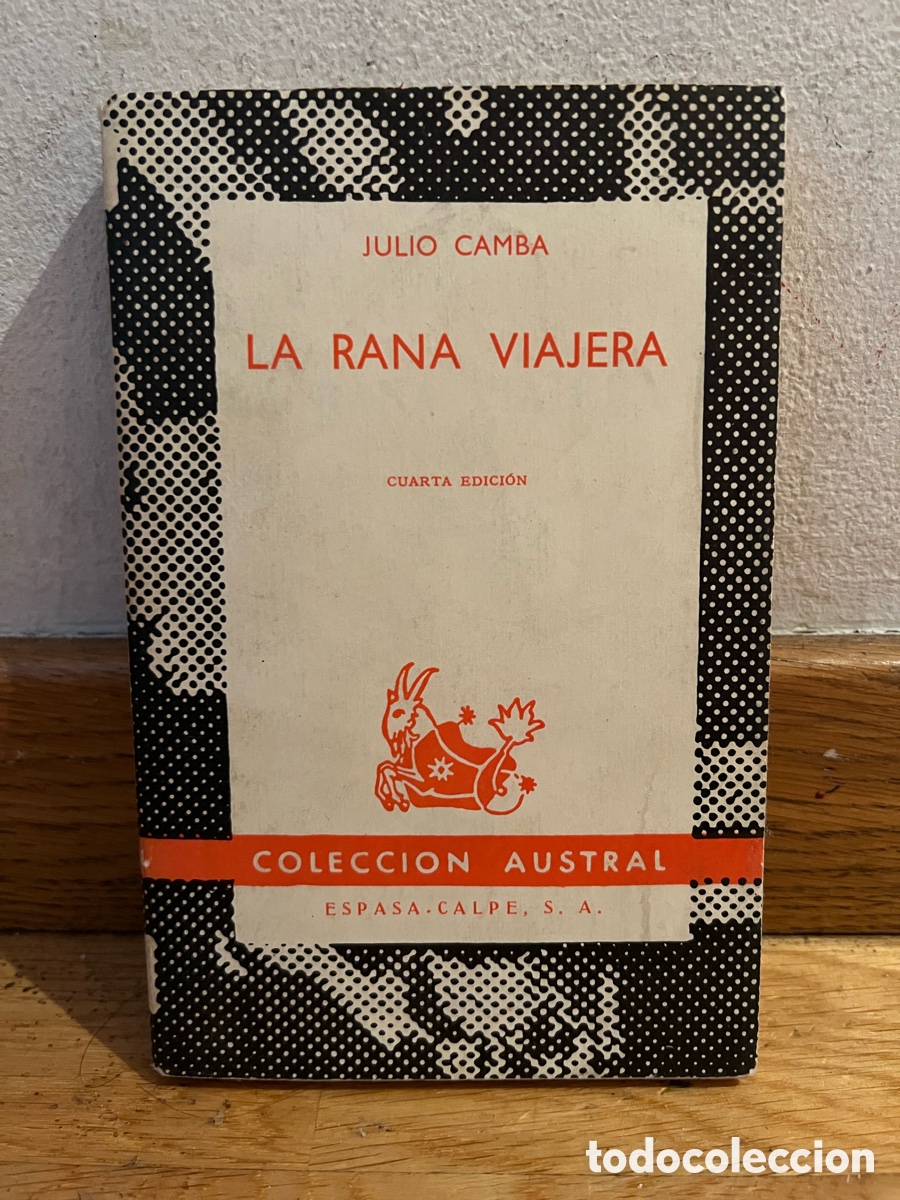 JULIO CAMBA
LA RANA VIAJERA
CUARTA EDICIÓN
COLECCION AUSTRAL
ESPASA-CALPE, S. A.
todocoleccion